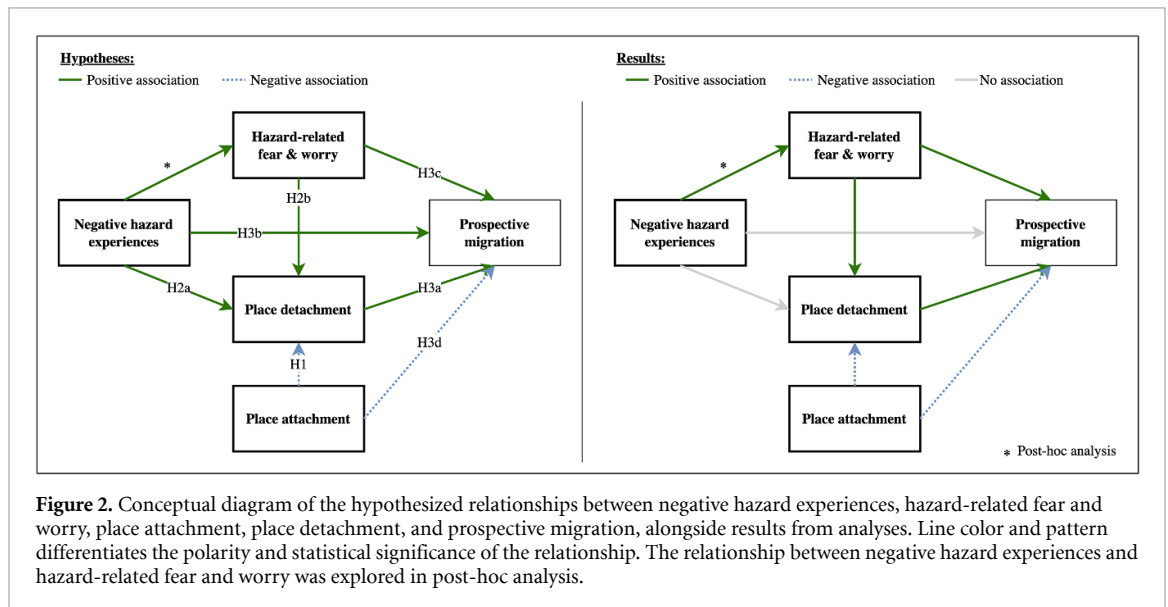 Hypotheses:
Positive association
Negative association
Hazard-related
fear & worry
*
H3c
H2b
Negative hazard
experiences
H3b
Prospective
migration
H2a
H3a
Place detachment
H3d
H1
Place attachment
Results:
Positive association
Negative association
No association
Hazard-related
fear & worry
*
Negative hazard
experiences
Prospective
migration
Place detachment
Place attachment
* Post-hoc analysis
Figure 2. Conceptual diagram of the hypothesized relationships between negative hazard experiences, hazard-related fear and
worry, place attachment, place detachment, and prospective migration, alongside results from analyses. Line color and pattern
differentiates the polarity and statistical significance of the relationship. The relationship between negative hazard experiences and
hazard-related fear and worry was explored in post-hoc analysis.